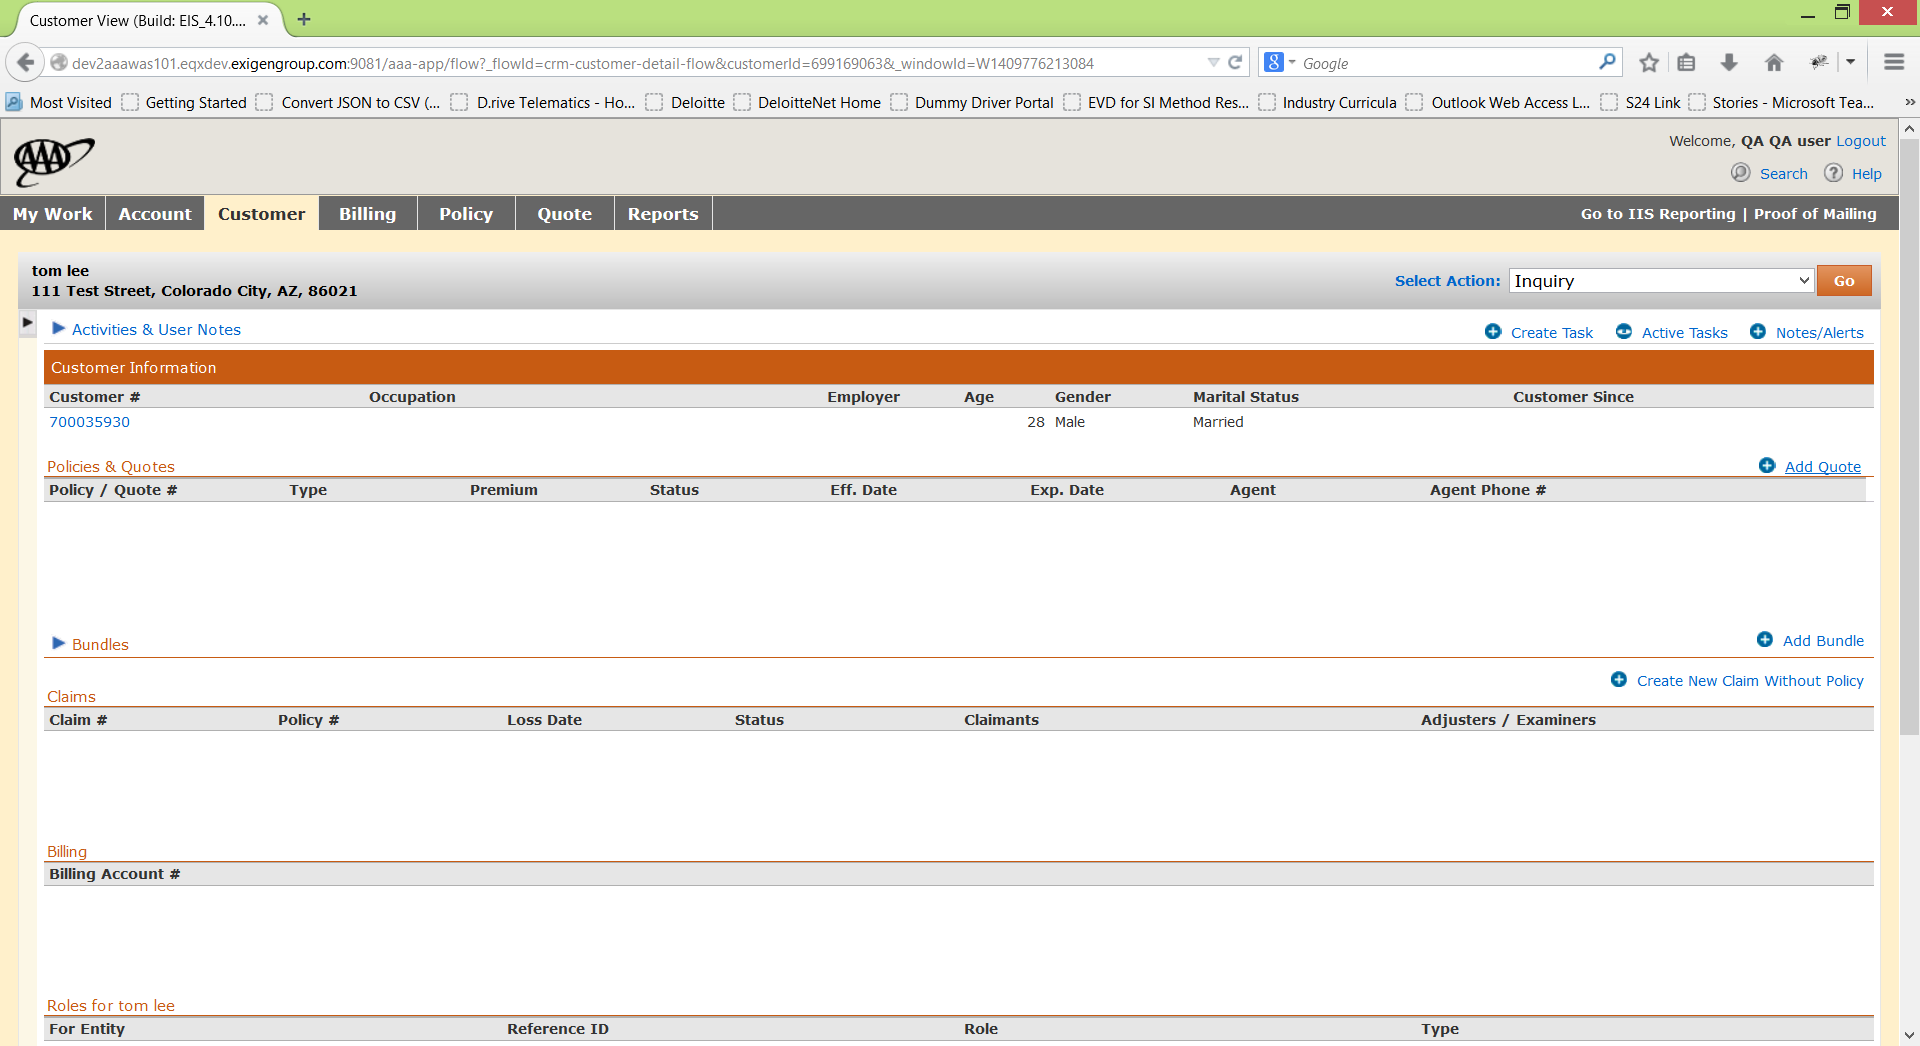 Customer View (Build: EIS_4.10....
dev2aaawas101.eqxdev.exigengroup.com:9081/aaa-app/flow?_flowId=crm-customer-detail-flow&customerId=699169063&_windowId=W1409776213084
Google
Most Visited Getting Started Convert JSON to CSV (... D.rive Telematics - Ho... Deloitte DeloitteNet Home Dummy Driver Portal EVD for SI Method Res... Industry Curricula Outlook Web Access L... S24 Link Stories - Microsoft Tea... »
AAA
Welcome, QA QA user Logout
Search Help
My Work Account Customer Billing Policy Quote Reports Go to IIS Reporting | Proof of Mailing
tom lee
111 Test Street, Colorado City, AZ, 86021
Select Action: Inquiry Go
Activities & User Notes Create Task Active Tasks Notes/Alerts
Customer Information
Customer # Occupation Employer Age Gender Marital Status Customer Since
700035930 28 Male Married
Policies & Quotes Add Quote
Policy / Quote # Type Premium Status Eff. Date Exp. Date Agent Agent Phone #
Bundles Add Bundle
Create New Claim Without Policy
Claims
Claim # Policy # Loss Date Status Claimants Adjusters / Examiners
Billing
Billing Account #
Roles for tom lee
For Entity Reference ID Role Type